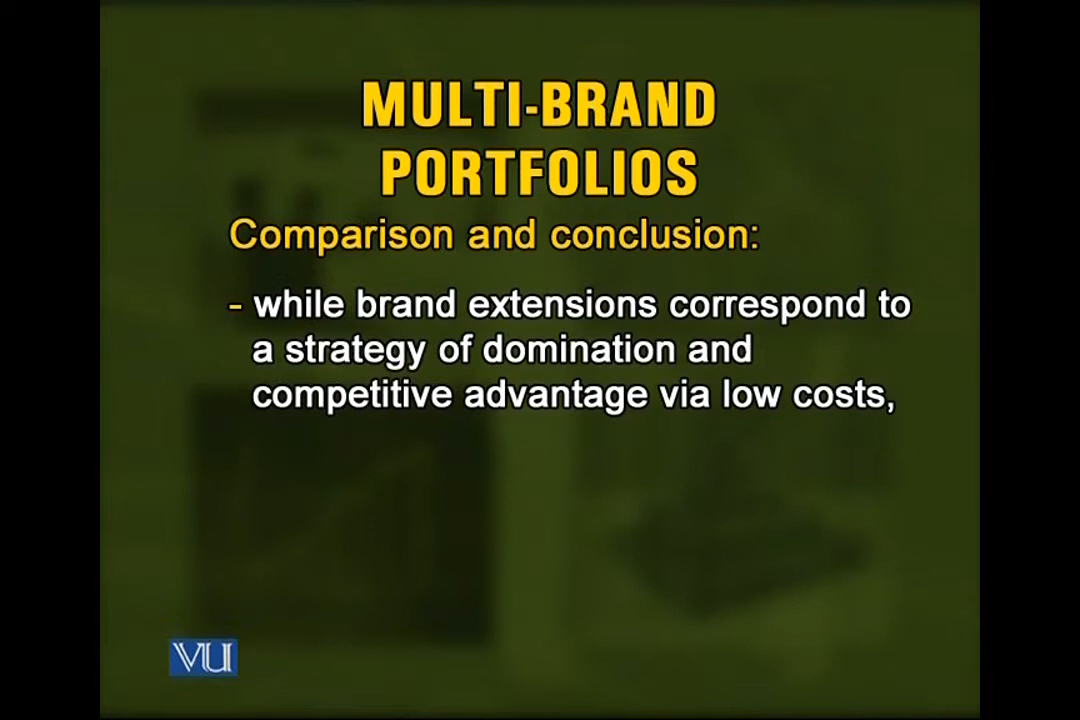 MULTI-BRAND
PORTFOLIOS
Comparison and conclusion:
- while brand extensions correspond to
a strategy of domination and
competitive advantage via low costs,
VU